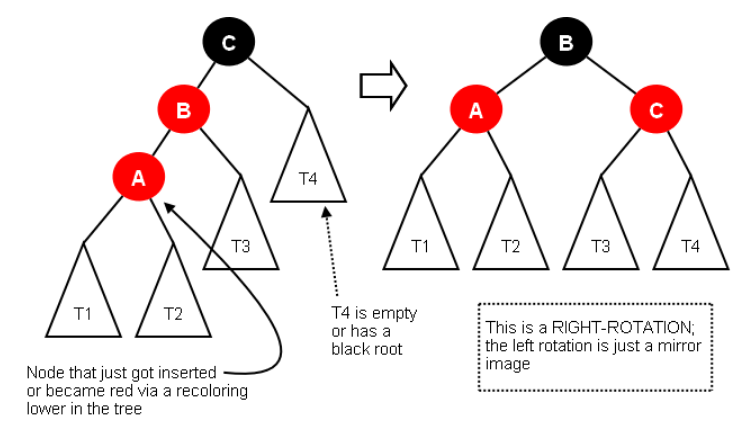 C
B
A
T4
T3
T1
T2
B
A
C
T1
T2
T3
T4
Node that just got inserted
or became red via a recoloring
lower in the tree
T4 is empty
or has a
black root
This is a RIGHT-ROTATION;
the left rotation is just a mirror
image